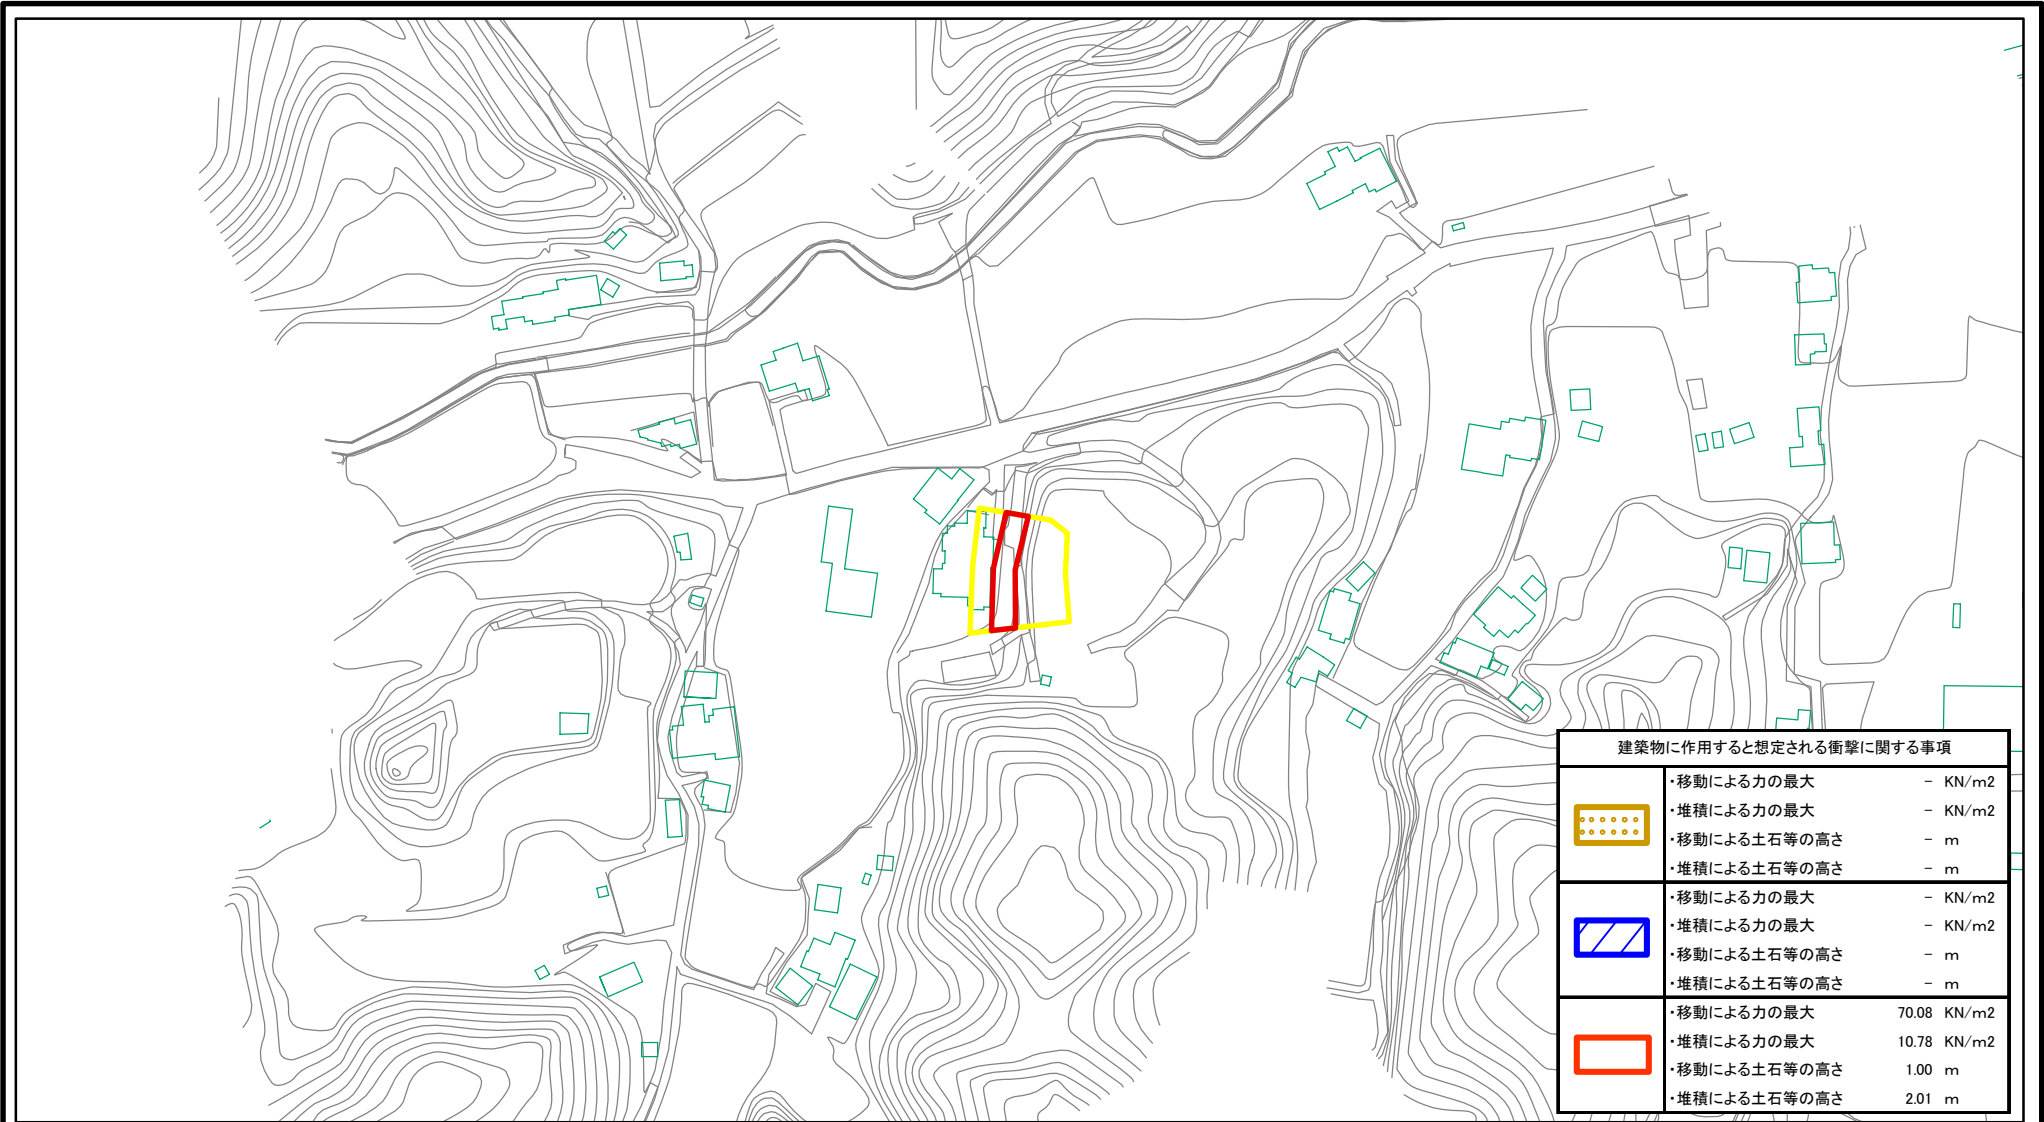 建築物に作用すると想定される衝撃に関する事項
・移動による力の最大 － KN/m2
・堆積による力の最大 － KN/m2
・移動による土石等の高さ － m
・堆積による土石等の高さ － m
・移動による力の最大 － KN/m2
・堆積による力の最大 － KN/m2
・移動による土石等の高さ － m
・堆積による土石等の高さ － m
・移動による力の最大 70.08 KN/m2
・堆積による力の最大 10.78 KN/m2
・移動による土石等の高さ 1.00 m
・堆積による土石等の高さ 2.01 m